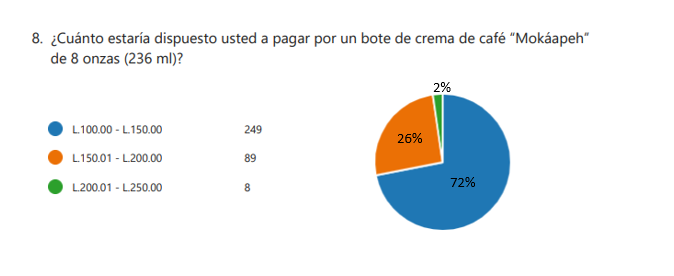 8. ¿Cuánto estaría dispuesto usted a pagar por un bote de crema de café “Mokáapeh”
de 8 onzas (236 ml)?
L.100.00 - L.150.00 249
L.150.01 - L.200.00 89
L.200.01 - L.250.00 8
2%
26%
72%